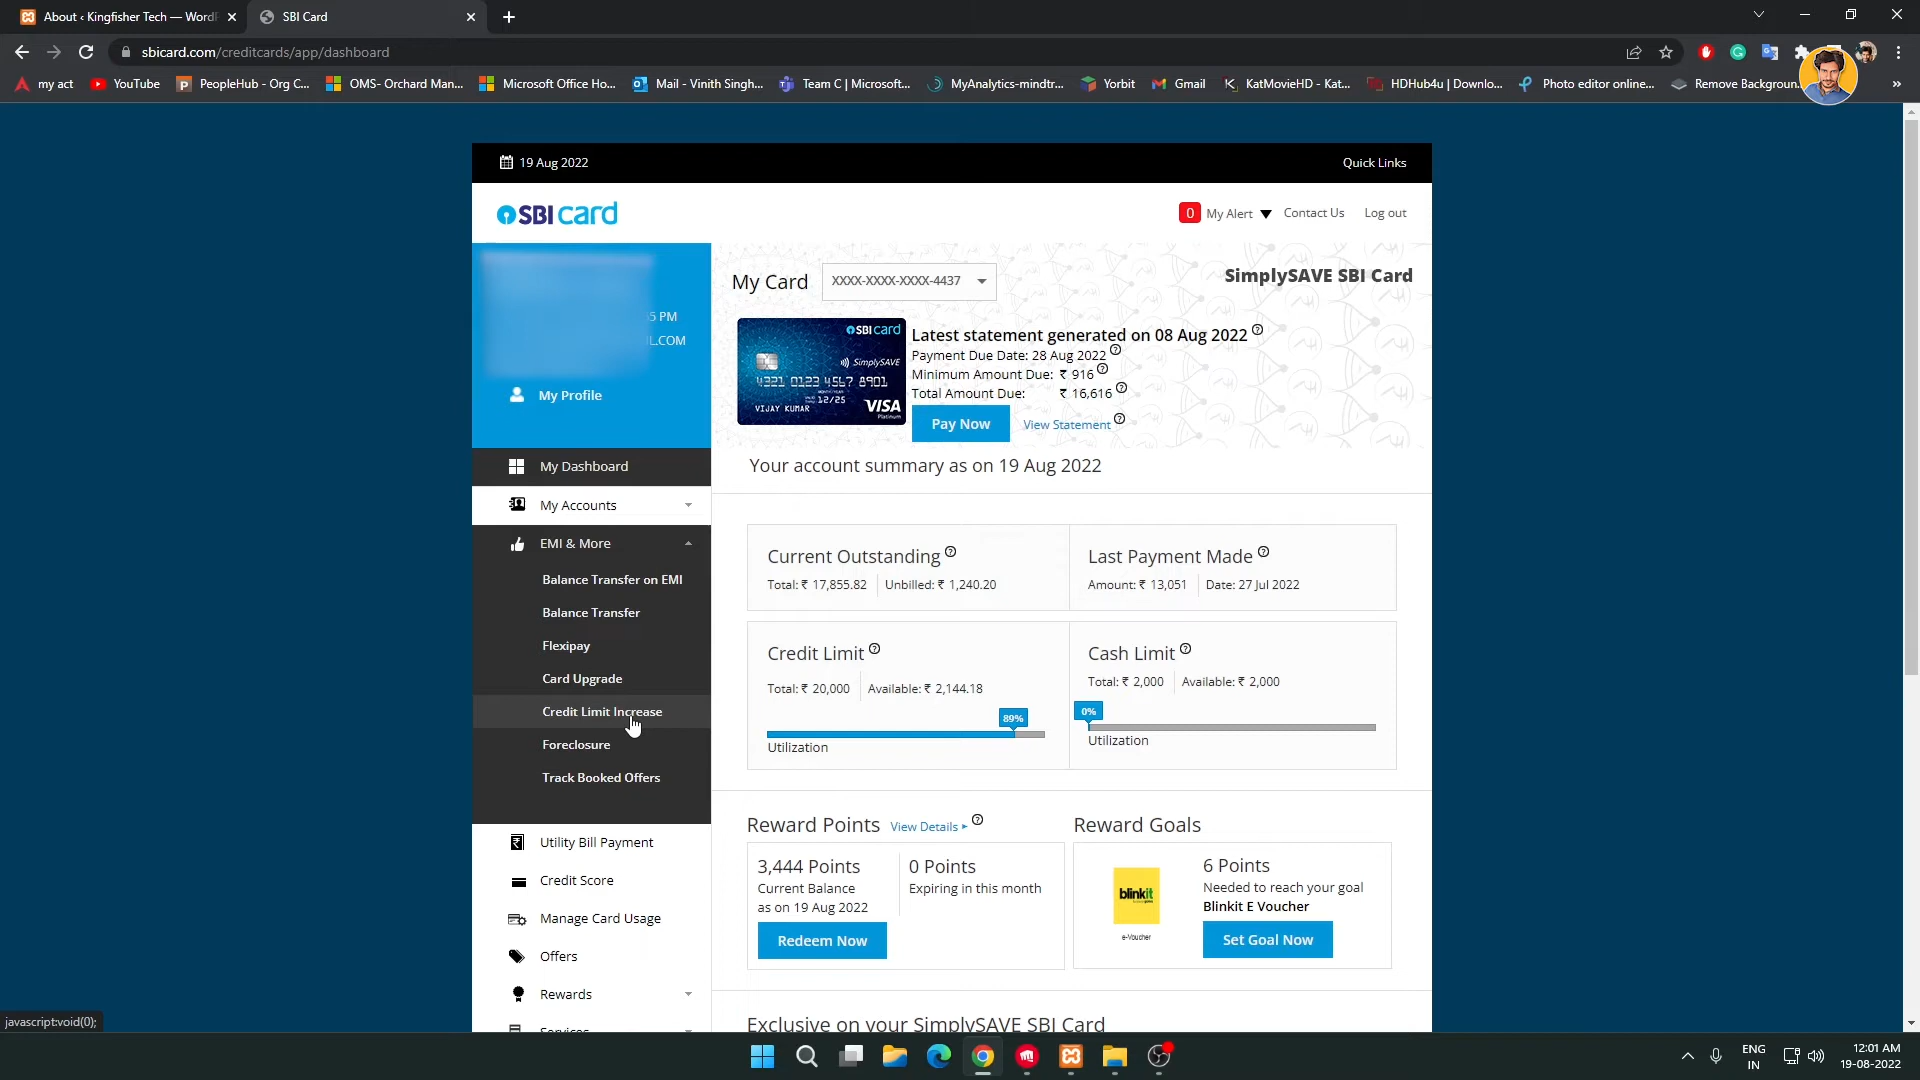 About ‹ Kingfisher Tech — WordP
SBI Card
sbicard.com/creditcards/app/dashboard
my act
YouTube
PeopleHub - Org C...
OMS- Orchard Man...
Microsoft Office Ho...
Mail - Vinith Singh...
Team C | Microsoft...
MyAnalytics-mindtr...
Yorbit
Gmail
KatMovieHD - Kat...
HDHub4u | Downlo...
Photo editor online...
Remove Backgroun
19 Aug 2022
Quick Links
SBI card
0 My Alert
Contact Us
Log out
5 PM
L.COM
My Profile
My Card
XXXX-XXXX-XXXX-4437
SimplySAVE SBI Card
SBI card
SimplySAVE
4321 0123 4567 8901
12/25
VIJAY KUMAR
VISA
Platinum
Latest statement generated on 08 Aug 2022 ?
Payment Due Date: 28 Aug 2022 ?
Minimum Amount Due: ₹ 916 ?
Total Amount Due: ₹ 16,616 ?
Pay Now
View Statement ?
My Dashboard
My Accounts
EMI & More
Balance Transfer on EMI
Balance Transfer
Flexipay
Card Upgrade
Credit Limit Increase
Foreclosure
Track Booked Offers
Utility Bill Payment
Credit Score
Manage Card Usage
Offers
Rewards
Services
Your account summary as on 19 Aug 2022
Current Outstanding ?
Total: ₹ 17,855.82
Unbilled: ₹ 1,240.20
Last Payment Made ?
Amount: ₹ 13,051
Date: 27 Jul 2022
Credit Limit ?
Total: ₹ 20,000
Available: ₹ 2,144.18
89%
Utilization
Cash Limit ?
Total: ₹ 2,000
Available: ₹ 2,000
0%
Utilization
Reward Points
View Details ?
3,444 Points
Current Balance
as on 19 Aug 2022
Redeem Now
0 Points
Expiring in this month
Reward Goals
blinkit
e-Voucher
6 Points
Needed to reach your goal
Blinkit E Voucher
Set Goal Now
Exclusive on your SimplySAVE SBI Card
javascript:void(0);
ENG
IN
12:01 AM
19-08-2022